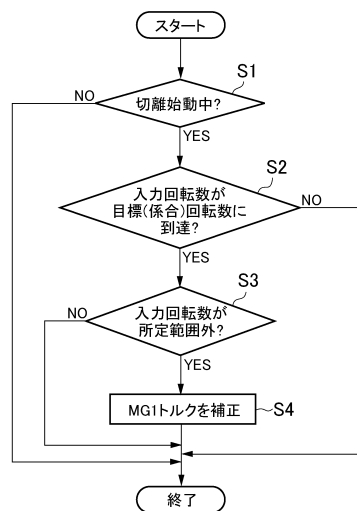 スタート
S1
切離始動中?
NO
YES
S2
入力回転数が
目標(係合)回転数に
到達?
NO
YES
S3
入力回転数が
所定範囲外?
NO
YES
MG1トルクを補正
S4
終了